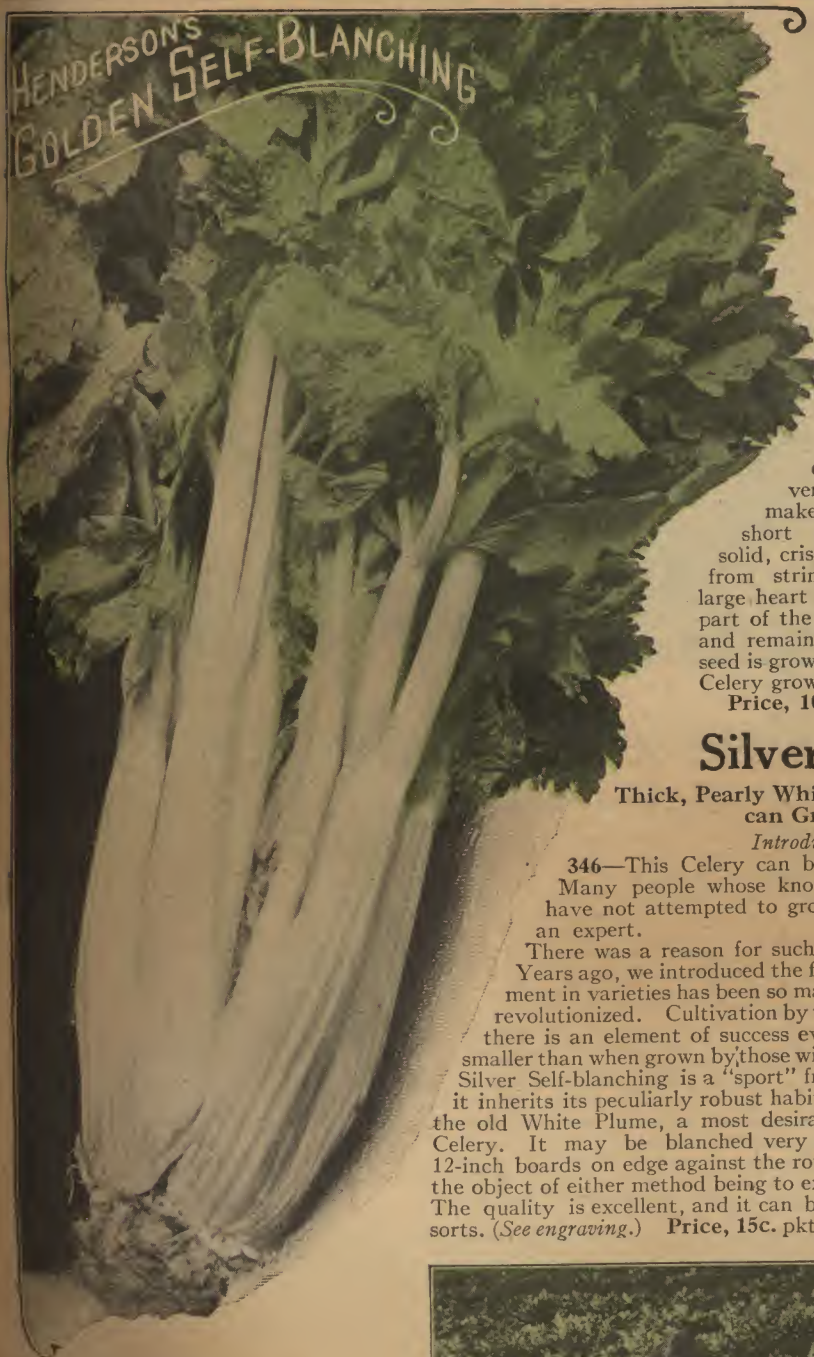 HENDERSON'S
GOLDEN SELF-BLANCHING
make
short
solid, cris
from strin
large heart
part of the
and remain
seed is grow
Celery grow
Price, 10
Silver
Thick, Pearly Whi
can Gr
Introd
346—This Celery can b
Many people whose kno
have not attempted to gro
an expert.
There was a reason for such
Years ago, we introduced the f
ment in varieties has been so ma
revolutionized. Cultivation by
there is an element of success ev
smaller than when grown by those wi
Silver Self-blanching is a "sport" f
it inherits its peculiarly robust habi
the old White Plume, a most desira
Celery. It may be blanched very
12-inch boards on edge against the ro
the object of either method being to e
The quality is excellent, and it can b
sorts. (See engraving.) Price, 15c. pkt